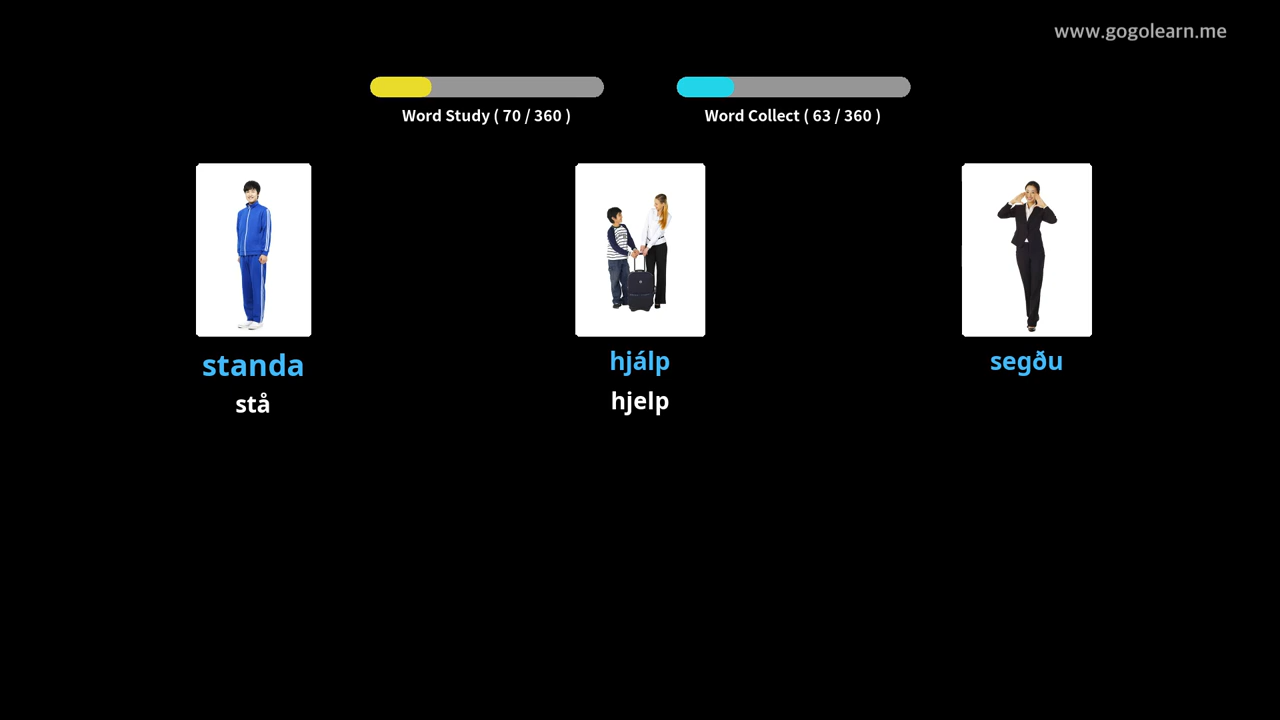 www.gogolearn.me
Word Study ( 70 / 360 )
Word Collect ( 63 / 360 )
standa
stå
hjálp
hjelp
segðu